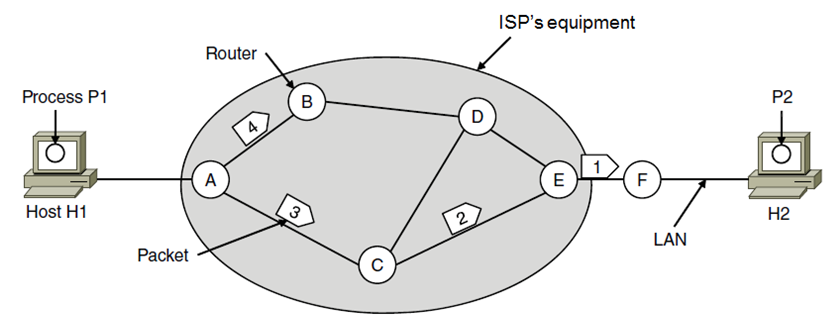 ISP's equipment
Router
Process P1
P2
B
D
4
A
1
E
F
3
2
Host H1
H2
Packet
C
LAN